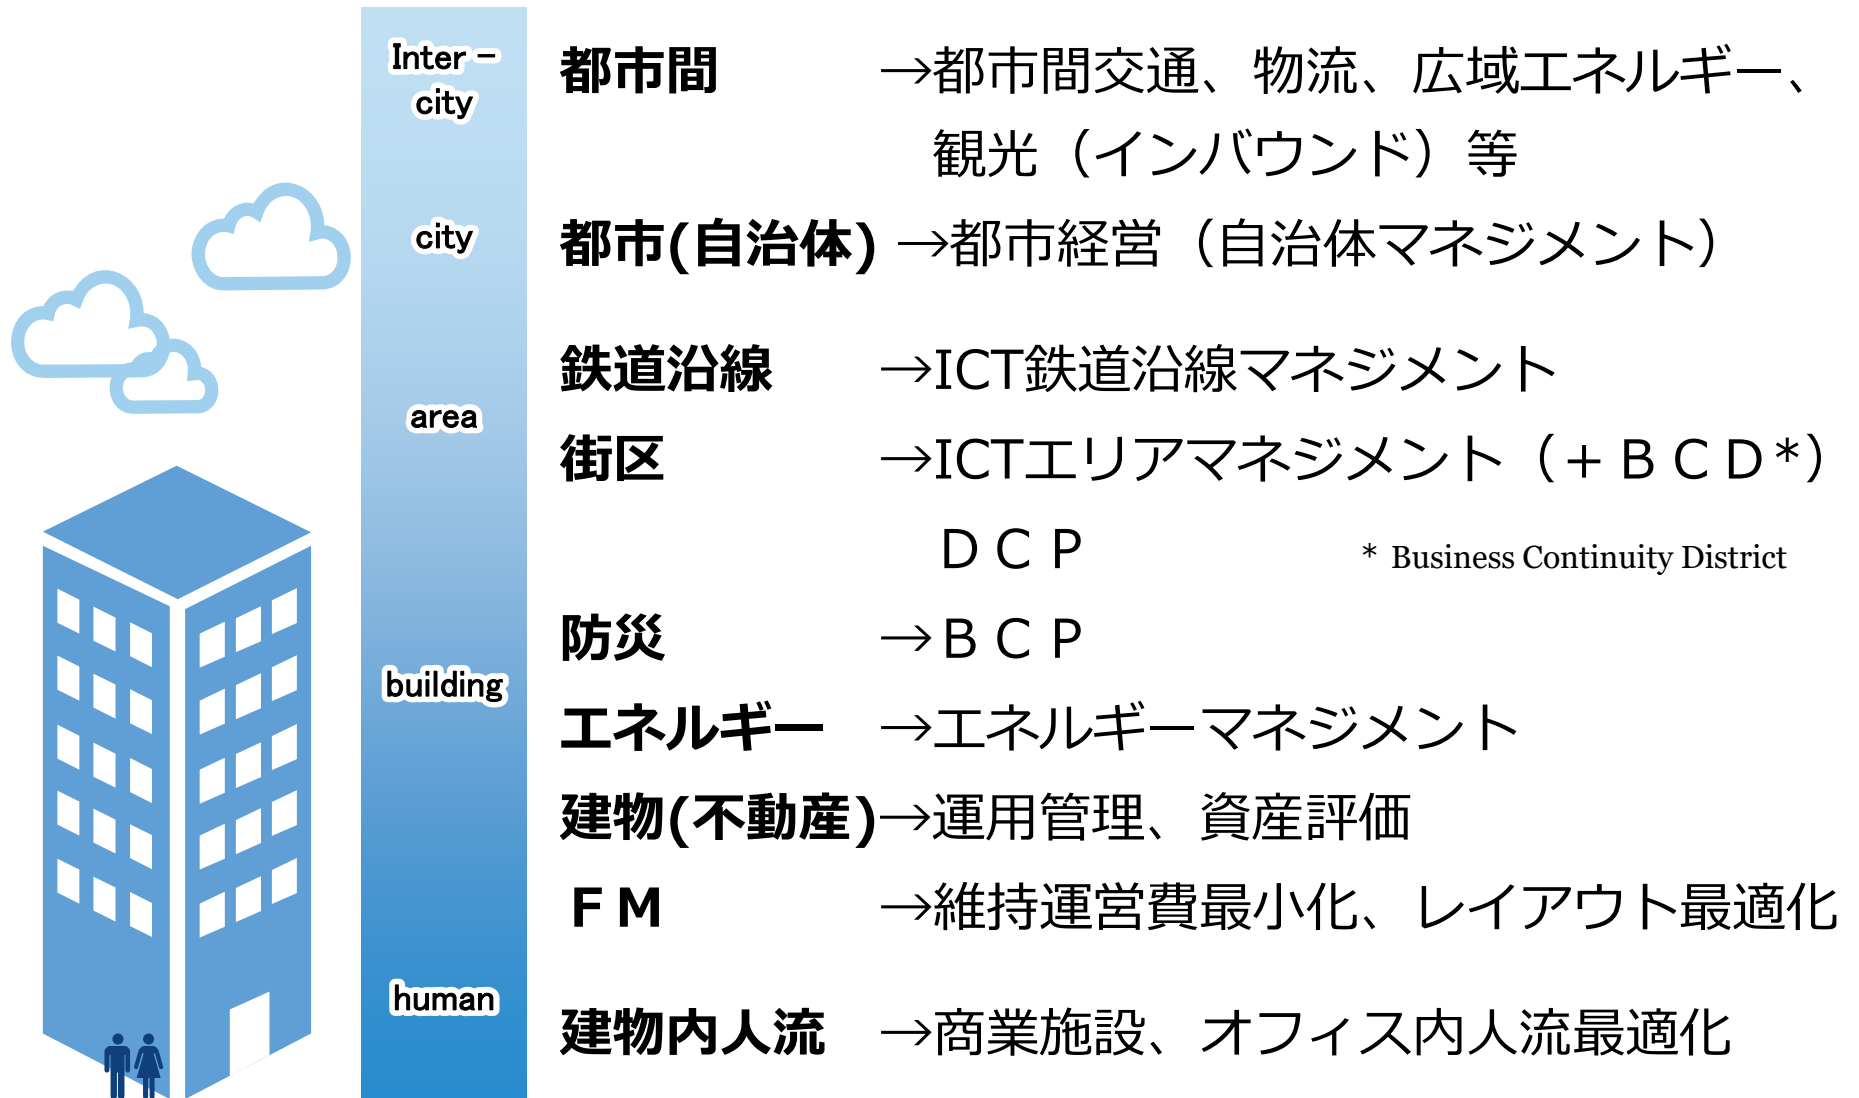 Inter -
city
都市間 →都市間交通、物流、広域エネルギー、
観光（インバウンド）等
city
都市(自治体) →都市経営（自治体マネジメント）
鉄道沿線 →ICT鉄道沿線マネジメント
area
街区 →ICTエリアマネジメント（＋ＢＣＤ*）
ＤＣＰ
* Business Continuity District
防災 →ＢＣＰ
building
エネルギー →エネルギーマネジメント
建物(不動産)→運用管理、資産評価
ＦＭ →維持運営費最小化、レイアウト最適化
human
建物内人流 →商業施設、オフィス内人流最適化